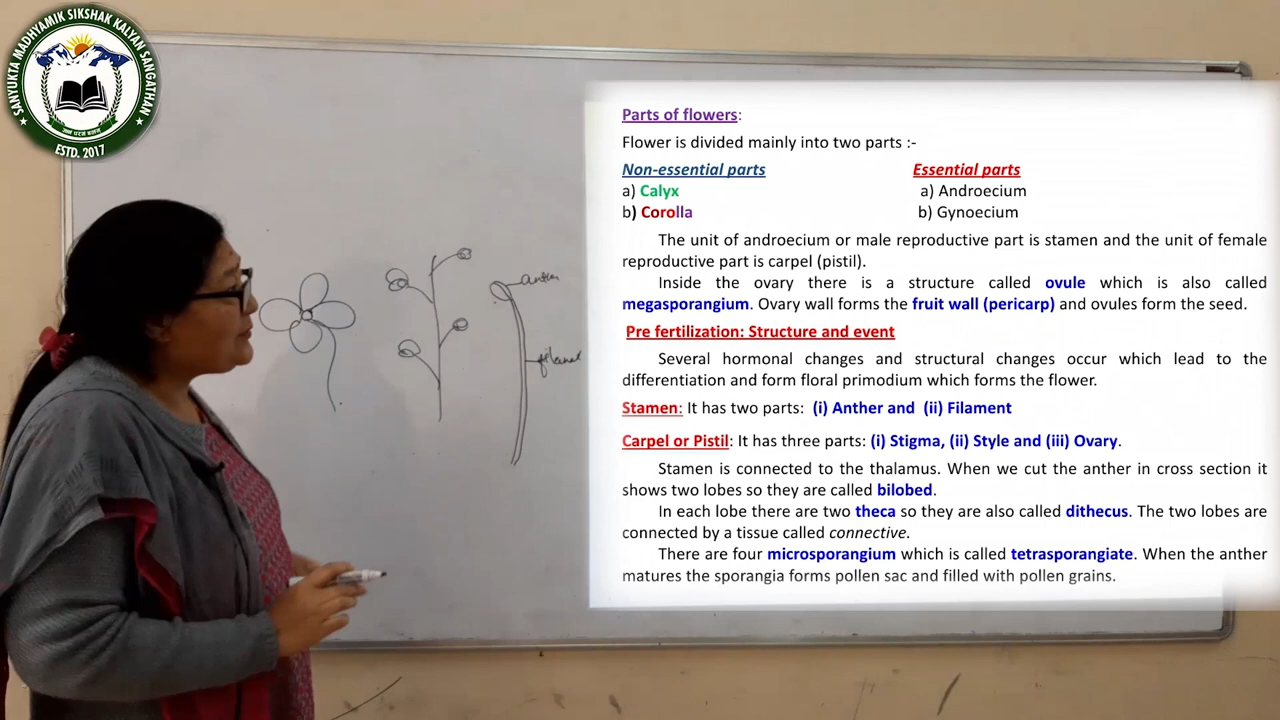 SANYUKTA MADHYAMIK SIKSHAK KALYAN SANGATHAN
ESTD. 2017
Parts of flowers:
Flower is divided mainly into two parts :-
Non-essential parts Essential parts
a) Calyx a) Androecium
b) Corolla b) Gynoecium
The unit of androecium or male reproductive part is stamen and the unit of female
reproductive part is carpel (pistil).
Inside the ovary there is a structure called ovule which is also called
megasporangium. Ovary wall forms the fruit wall (pericarp) and ovules form the seed.
Pre fertilization: Structure and event
Several hormonal changes and structural changes occur which lead to the
differentiation and form floral primodium which forms the flower.
Stamen: It has two parts: (i) Anther and (ii) Filament
Carpel or Pistil: It has three parts: (i) Stigma, (ii) Style and (iii) Ovary.
Stamen is connected to the thalamus. When we cut the anther in cross section it
shows two lobes so they are called bilobed.
In each lobe there are two theca so they are also called dithecus. The two lobes are
connected by a tissue called connective.
There are four microsporangium which is called tetrasporangiate. When the anther
matures the sporangia forms pollen sac and filled with pollen grains.
anther